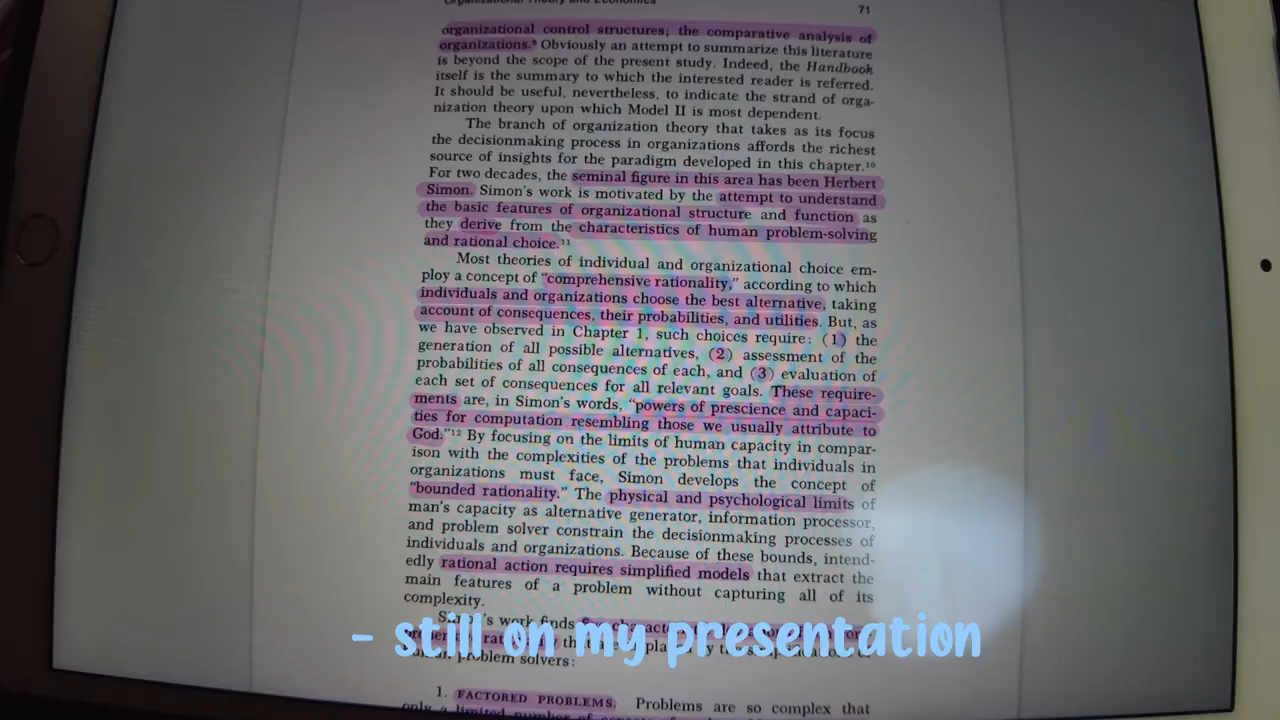 Organizational Theory and Economics
71
organizational control structures; the comparative analysis of
organizations.⁹ Obviously an attempt to summarize this literature
is beyond the scope of the present study. Indeed, the Handbook
itself is the summary to which the interested reader is referred.
It should be useful, nevertheless, to indicate the strand of orga-
nization theory upon which Model II is most dependent.
The branch of organization theory that takes as its focus
the decisionmaking process in organizations affords the richest
source of insights for the paradigm developed in this chapter.¹⁰
For two decades, the seminal figure in this area has been Herbert
Simon. Simon's work is motivated by the attempt to understand
the basic features of organizational structure and function as
they derive from the characteristics of human problem-solving
and rational choice.¹¹
Most theories of individual and organizational choice em-
ploy a concept of "comprehensive rationality," according to which
individuals and organizations choose the best alternative, taking
account of consequences, their probabilities, and utilities. But, as
we have observed in Chapter 1, such choices require: (1) the
generation of all possible alternatives, (2) assessment of the
probabilities of all consequences of each, and (3) evaluation of
each set of consequences for all relevant goals. These require-
ments are, in Simon's words, "powers of prescience and capaci-
ties for computation resembling those we usually attribute to
God."¹² By focusing on the limits of human capacity in compar-
ison with the complexities of the problems that individuals in
organizations must face, Simon develops the concept of
"bounded rationality." The physical and psychological limits of
man's capacity as alternative generator, information processor,
and problem solver constrain the decisionmaking processes of
individuals and organizations. Because of these bounds, intend-
edly rational action requires simplified models that extract the
main features of a problem without capturing all of its
complexity.
Simon's work finds
problem solvers:
- still on my presentation
1. FACTORED PROBLEMS. Problems are so complex that
only a limited number of aspects